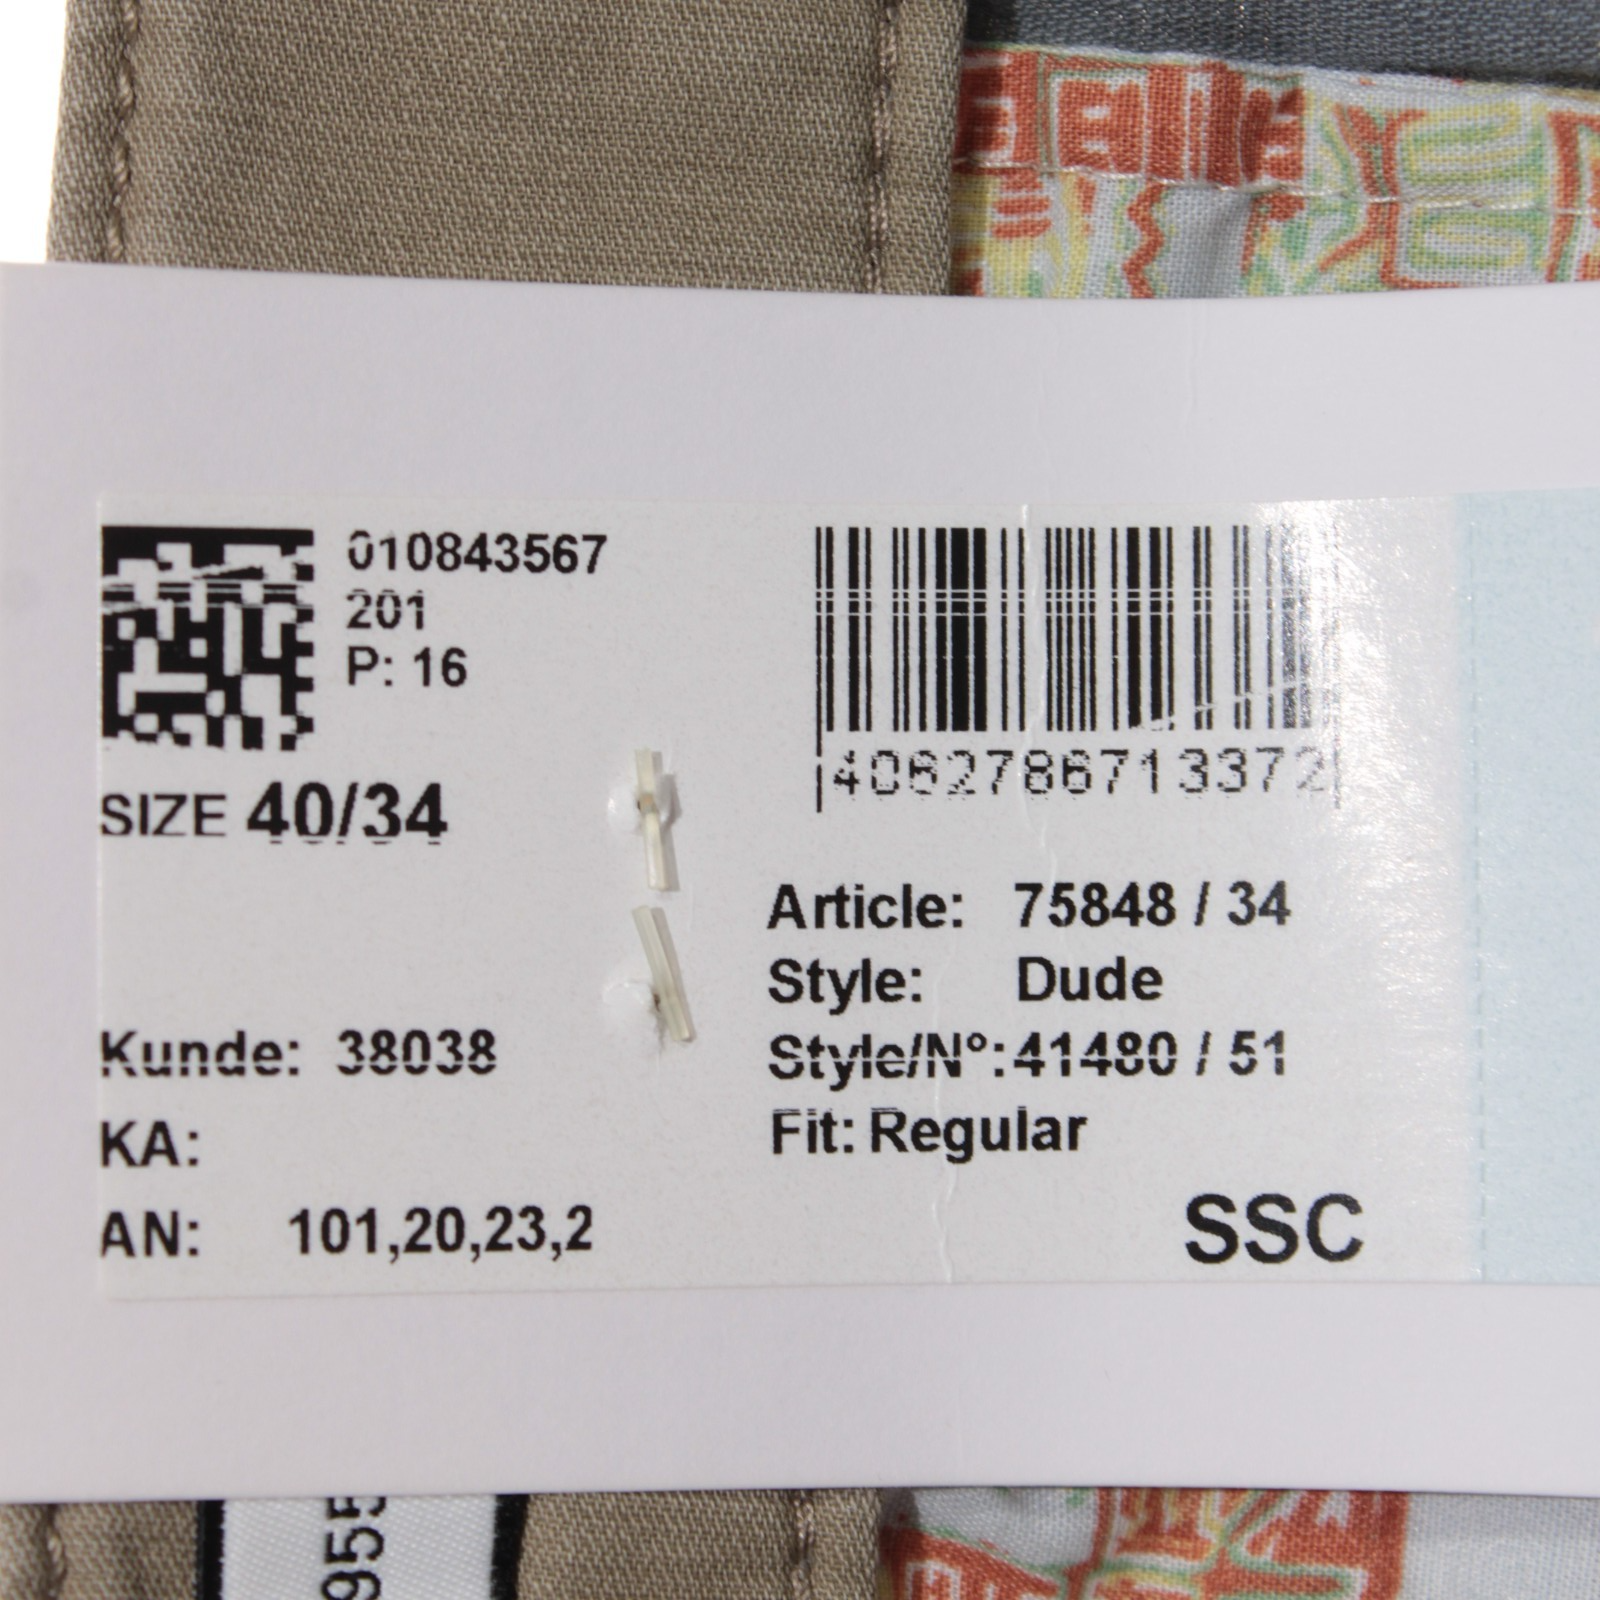 010843567
201
P: 16
SIZE 40/34
4062786713372
Article: 75848 / 34
Style: Dude
Kunde: 38038
Style/N°: 41480 / 51
KA:
Fit: Regular
AN: 101,20,23,2
SSC
955